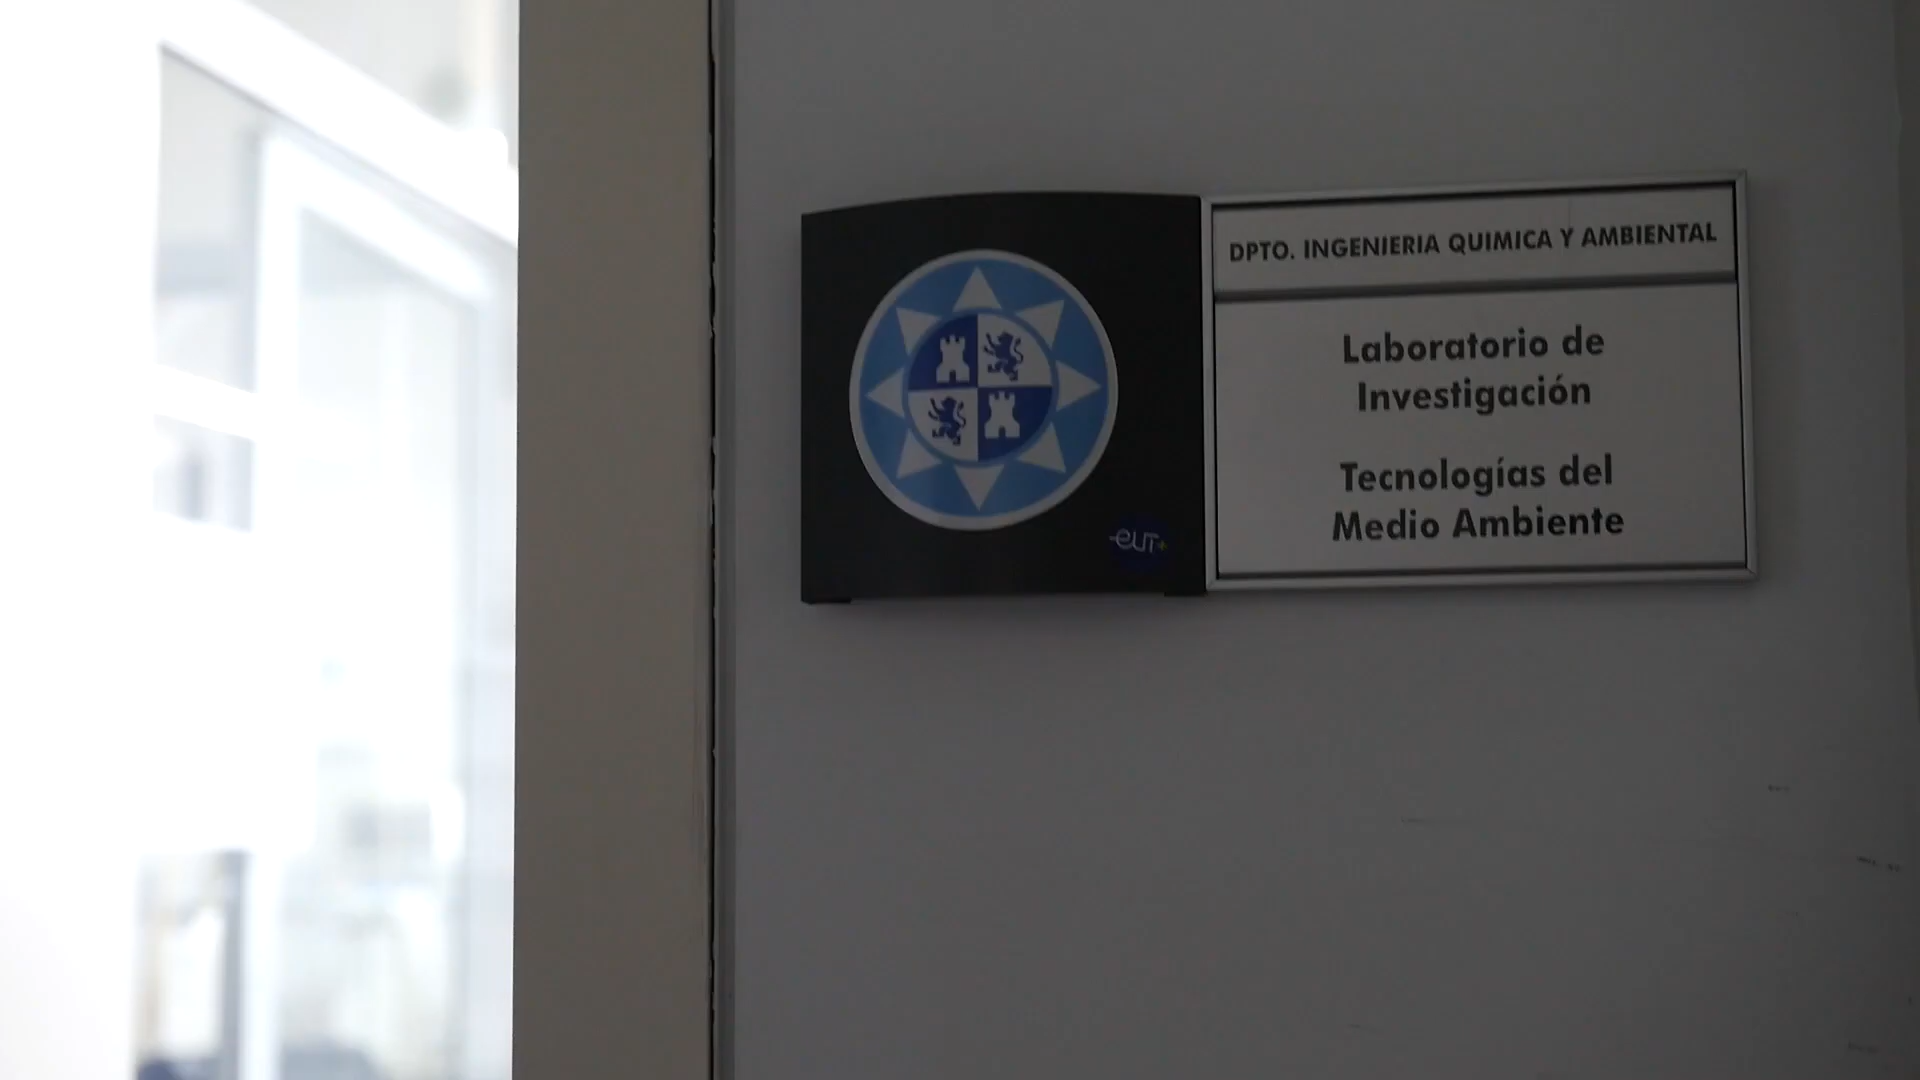 DPTO. INGENIERIA QUIMICA Y AMBIENTAL
Laboratorio de
Investigación
Tecnologías del
Medio Ambiente
eut+